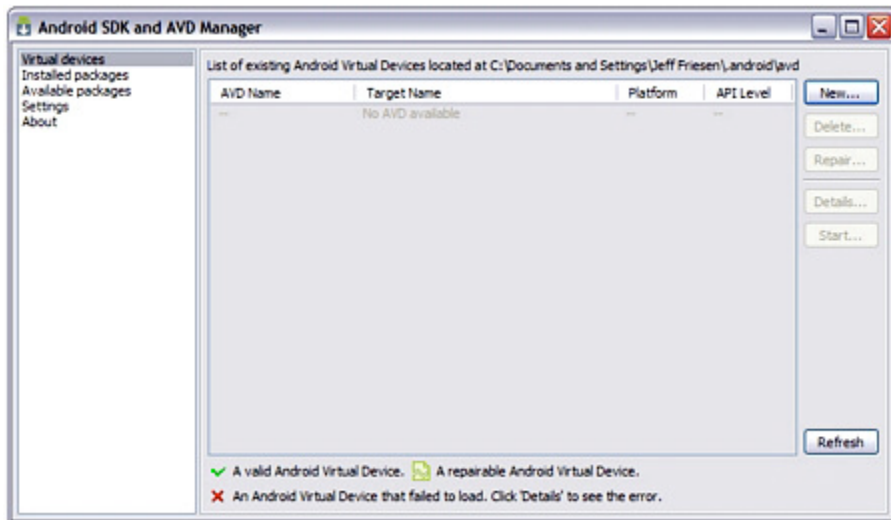 Android SDK and AVD Manager
Virtual devices
Installed packages
Available packages
Settings
About
List of existing Android Virtual Devices located at C:\Documents and Settings\Jeff Friesen\.android\avd
AVD Name Target Name Platform API Level
-- No AVD available -- --
New...
Delete...
Repair...
Details...
Start...
Refresh
A valid Android Virtual Device. A repairable Android Virtual Device.
An Android Virtual Device that failed to load. Click 'Details' to see the error.